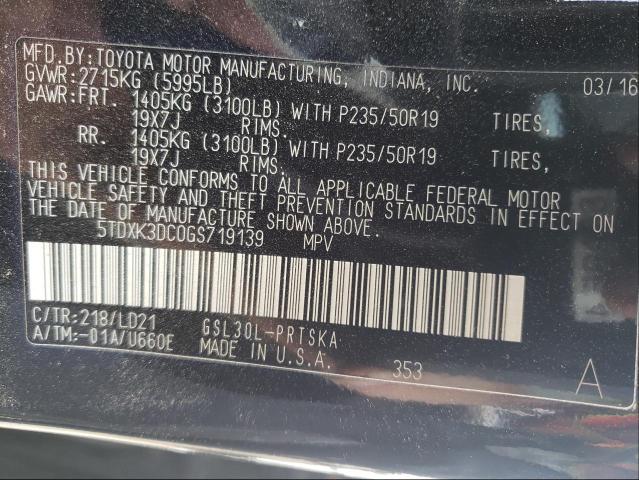 MFD.BY:TOYOTA MOTOR MANUFACTURING, INDIANA, INC. 03/16
GVWR:2715KG (5995LB)
GAWR:FRT. 1405KG (3100LB) WITH P235/50R19 TIRES,
19X7J RIMS.
RR. 1405KG (3100LB) WITH P235/50R19 TIRES,
19X7J RIMS.
THIS VEHICLE CONFORMS TO ALL APPLICABLE FEDERAL MOTOR
VEHICLE SAFETY AND THEFT PREVENTION STANDARDS IN EFFECT ON
THE DATE OF MANUFACTURE SHOWN ABOVE.
5TDXK3DC0GS719139 MPV
C/TR:218/LD21 GSL30L-PRTSKA
A/TM:-01A/U660E MADE IN U.S.A. 353 A